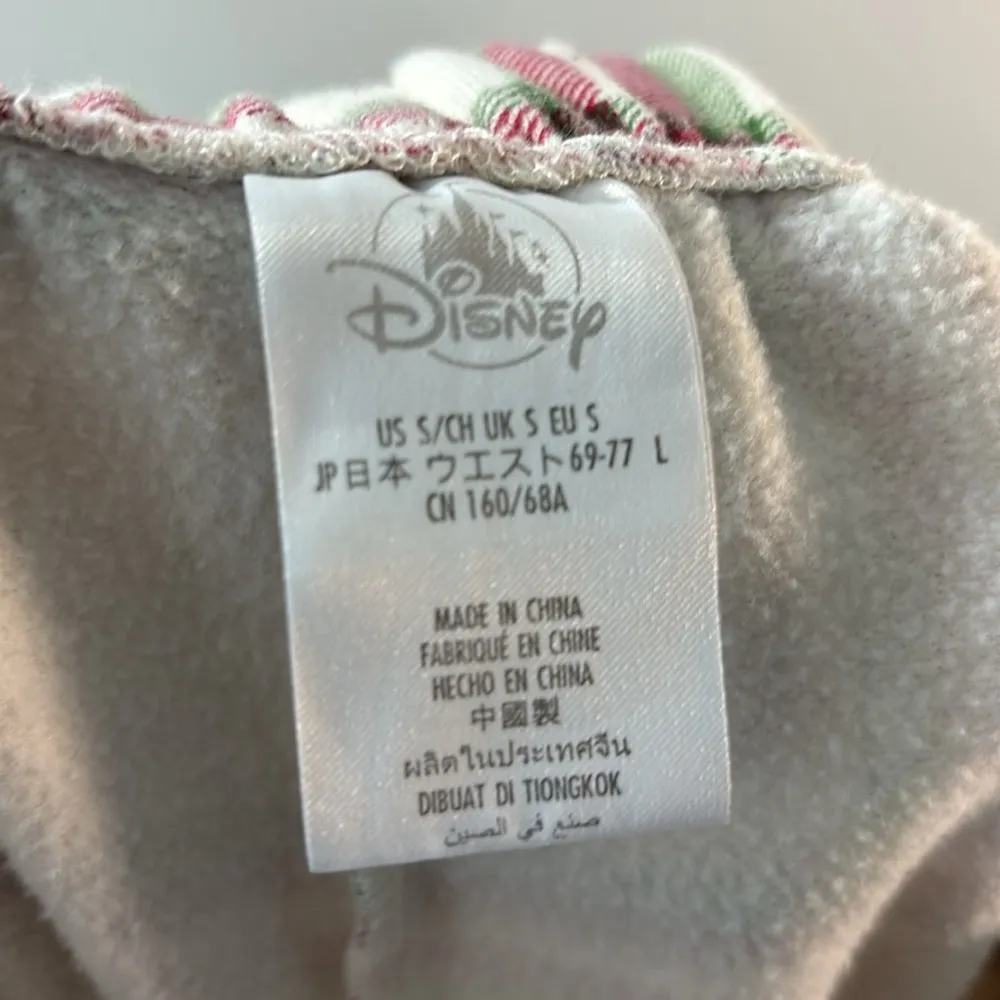 Disney
US S/CH UK S EU S
JP日本 ウエスト69-77 L
CN 160/68A
MADE IN CHINA
FABRIQUÉ EN CHINE
HECHO EN CHINA
中國製
ผลิตในประเทศจีน
DIBUAT DI TIONGKOK
صنع في الصين